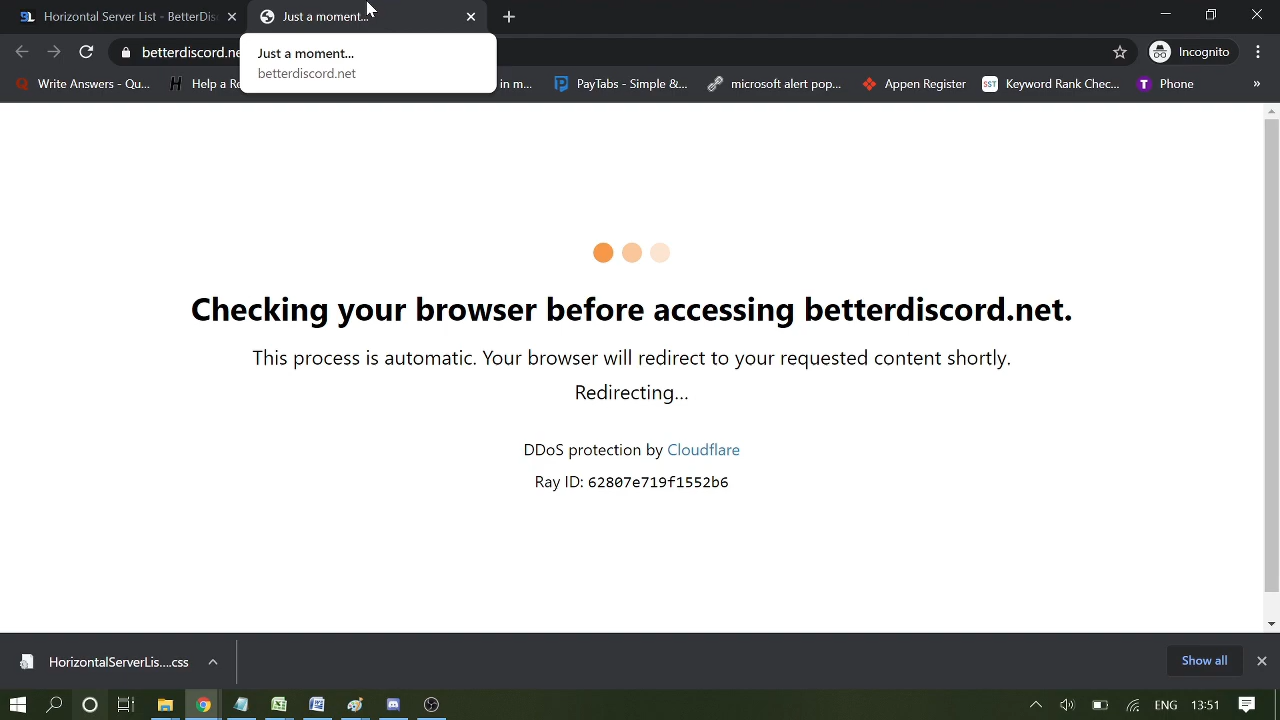 Horizontal Server List - BetterDis
Just a moment...
betterdiscord.ne
Incognito
Just a moment...
betterdiscord.net
Write Answers - Qu...
Help a Re
in m...
PayTabs - Simple &...
microsoft alert pop...
Appen Register
SST
Keyword Rank Chec...
Phone
»
Checking your browser before accessing betterdiscord.net.
This process is automatic. Your browser will redirect to your requested content shortly.
Redirecting...
DDoS protection by Cloudflare
Ray ID: 62807e719f1552b6
HorizontalServerLis....css
Show all
ENG
13:51